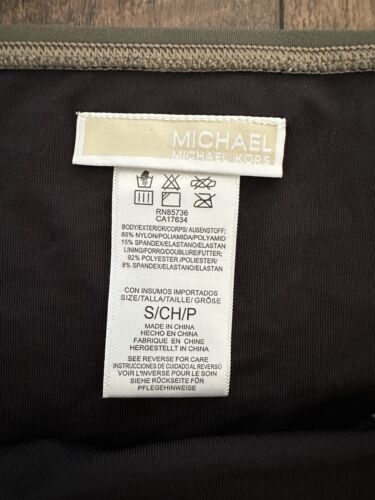 MICHAEL
MICHAEL KORS
RN85736
CA17634
BODY/EXTERIOR/CORPS/ AUßENSTOFF;
85% NYLON/POLIAMIDA/POLYAMID
15% SPANDEX/ELASTANO/ELASTAN
LINING/FORRO/DOUBLURE/FUTTER;
92% POLYESTER/POLIESTER/
8% SPANDEX/ELASTANO/ELASTAN
CON INSUMOS IMPORTADOS
SIZE/TALLA/TAILLE/ GRÖßE
S/CH/P
MADE IN CHINA
HECHO EN CHINA
FABRIQUE EN CHINE
HERGESTELLT IN CHINA
SEE REVERSE FOR CARE
INSTRUCCIONES DE CUIDADO AL DORSO
VOIR L'INVERSE POUR LE SOIN
SIEHE RÜCKSEITE FÜR
PFLEGEHINWEISE